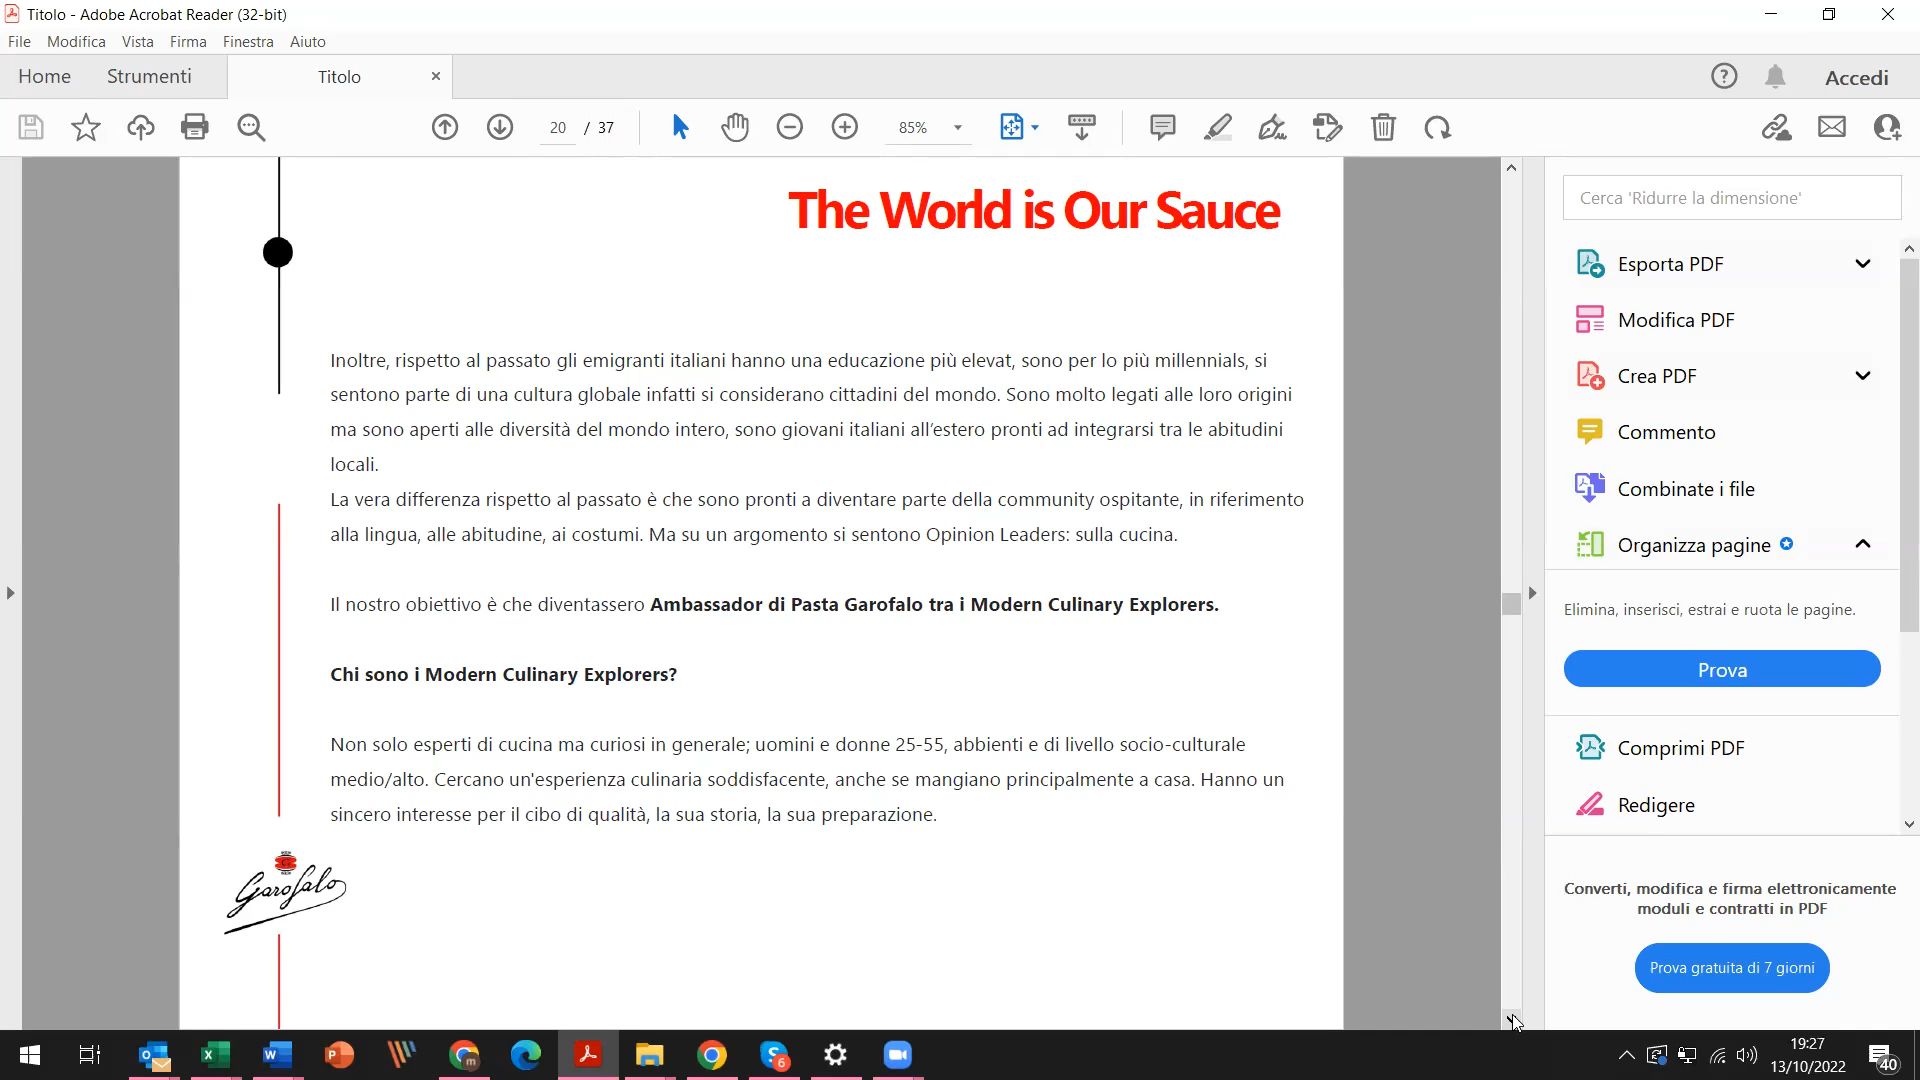 Titolo - Adobe Acrobat Reader (32-bit)
File Modifica Vista Firma Finestra Aiuto
Home Strumenti Titolo Accedi
20 / 37 85%
The World is Our Sauce
Inoltre, rispetto al passato gli emigranti italiani hanno una educazione più elevat, sono per lo più millennials, si
sentono parte di una cultura globale infatti si considerano cittadini del mondo. Sono molto legati alle loro origini
ma sono aperti alle diversità del mondo intero, sono giovani italiani all’estero pronti ad integrarsi tra le abitudini
locali.
La vera differenza rispetto al passato è che sono pronti a diventare parte della community ospitante, in riferimento
alla lingua, alle abitudine, ai costumi. Ma su un argomento si sentono Opinion Leaders: sulla cucina.
Il nostro obiettivo è che diventassero Ambassador di Pasta Garofalo tra i Modern Culinary Explorers.
Chi sono i Modern Culinary Explorers?
Non solo esperti di cucina ma curiosi in generale; uomini e donne 25-55, abbienti e di livello socio-culturale
medio/alto. Cercano un'esperienza culinaria soddisfacente, anche se mangiano principalmente a casa. Hanno un
sincero interesse per il cibo di qualità, la sua storia, la sua preparazione.
Garofalo
Cerca 'Ridurre la dimensione'
Esporta PDF
Modifica PDF
Crea PDF
Commento
Combinate i file
Organizza pagine
Elimina, inserisci, estrai e ruota le pagine.
Prova
Comprimi PDF
Redigere
Converti, modifica e firma elettronicamente
moduli e contratti in PDF
Prova gratuita di 7 giorni
19:27
13/10/2022
40
6